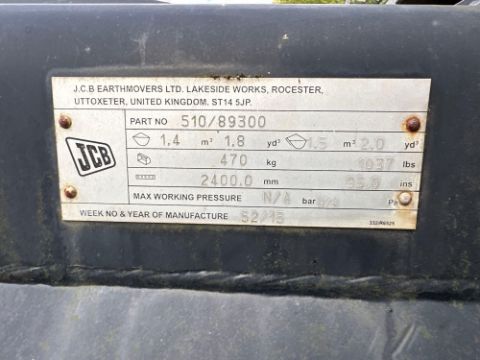 J.C.B EARTHMOVERS LTD. LAKESIDE WORKS, ROCESTER,
UTTOXETER, UNITED KINGDOM. ST14 5JP.
PART NO 510/89300
1.4 m³ 1.8 yd³ 1.5 m³ 2.0 yd³
JCB
470 kg 1037 lbs
2400.0 mm 95.0 ins
MAX WORKING PRESSURE N/A bar
WEEK NO & YEAR OF MANUFACTURE 52/15